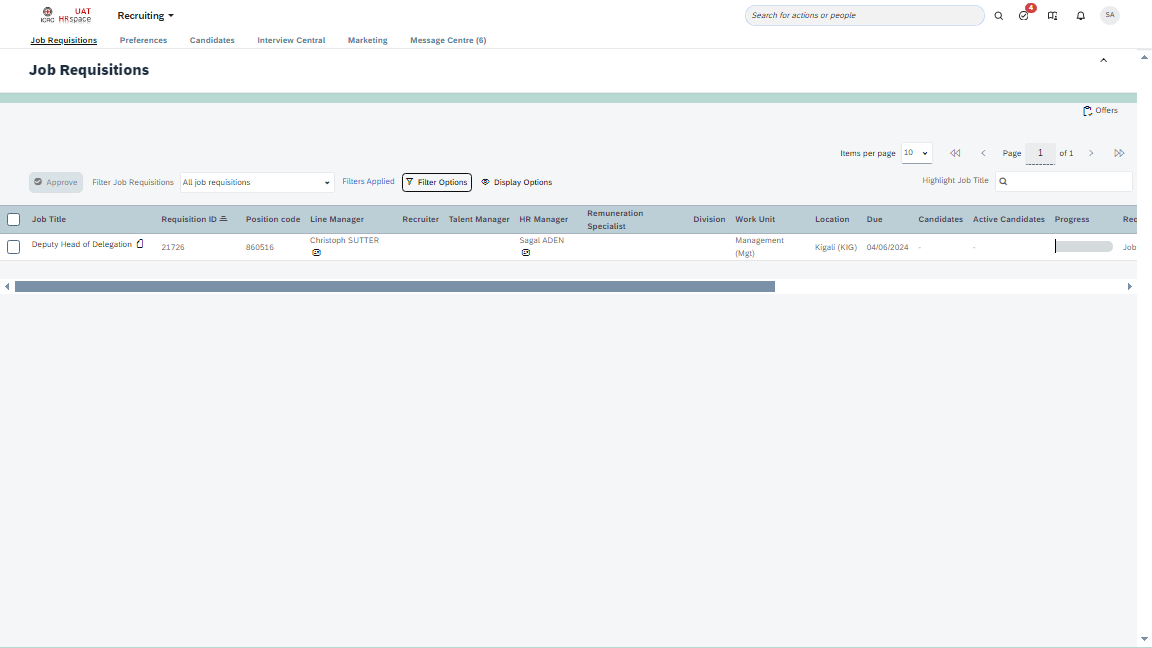 ICRC UAT HRspace
Recruiting
Search for actions or people
4
SA
Job Requisitions Preferences Candidates Interview Central Marketing Message Centre (6)
Job Requisitions
Offers
Items per page 10 Page 1 of 1
Approve Filter Job Requisitions All job requisitions Filters Applied Filter Options Display Options Highlight Job Title
Job Title Requisition ID Position code Line Manager Recruiter Talent Manager HR Manager Remuneration Specialist Division Work Unit Location Due Candidates Active Candidates Progress Rec
Deputy Head of Delegation 21726 860516 Christoph SUTTER Sagal ADEN Management (Mgt) Kigali (KIG) 04/06/2024 - - Job